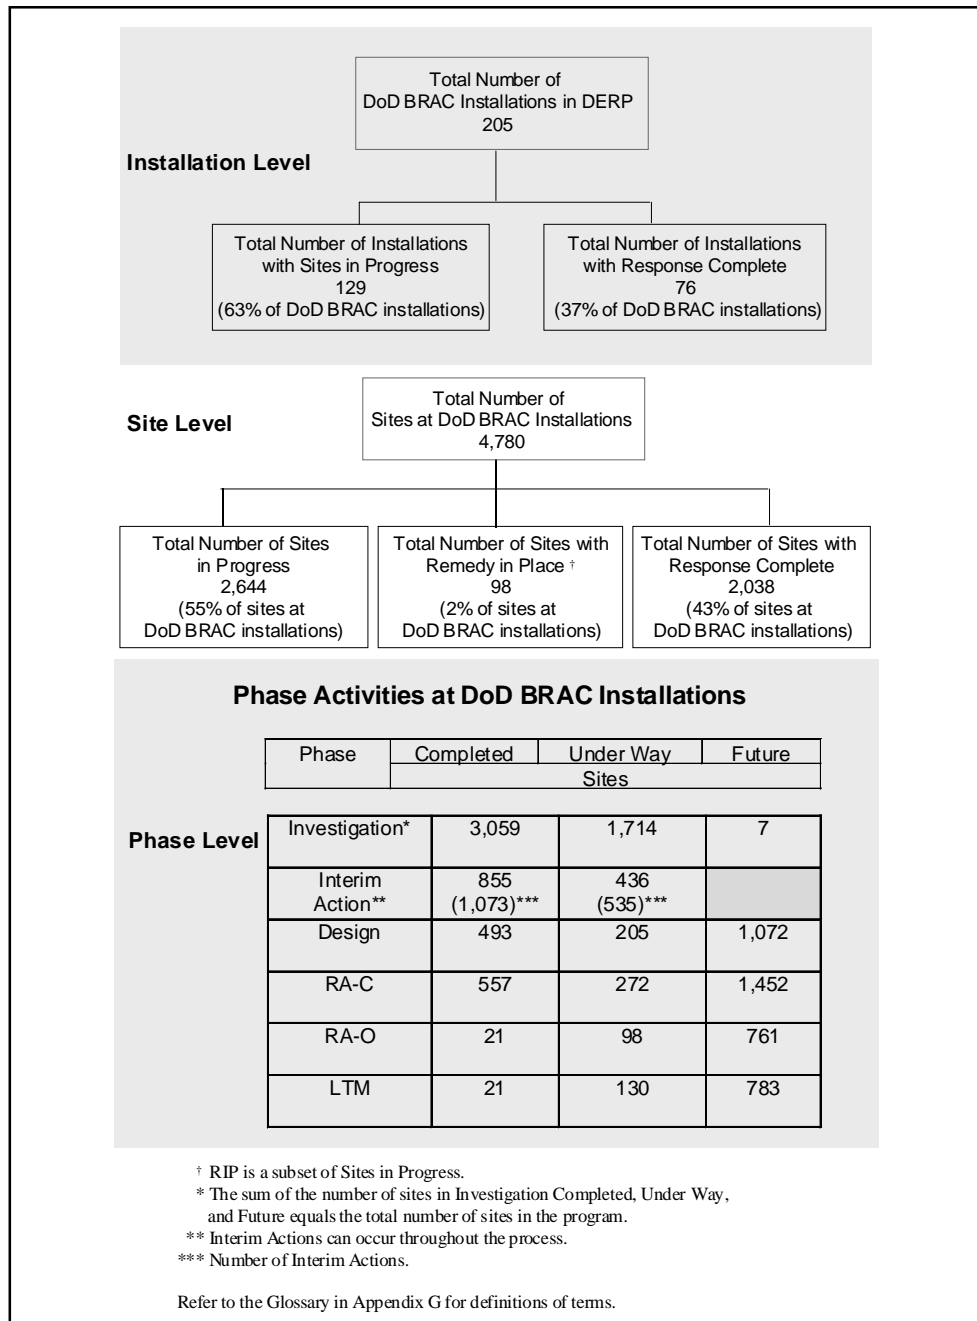 Total Number of
DoD BRAC Installations in DERP
205
Installation Level
Total Number of Installations
with Sites in Progress
129
(63% of DoD BRAC installations)
Total Number of Installations
with Response Complete
76
(37% of DoD BRAC installations)
Total Number of
Sites at DoD BRAC Installations
4,780
Site Level
Total Number of Sites
in Progress
2,644
(55% of sites at
DoD BRAC installations)
Total Number of Sites with
Remedy in Place †
98
(2% of sites at
DoD BRAC installations)
Total Number of Sites with
Response Complete
2,038
(43% of sites at
DoD BRAC installations)
Phase Activities at DoD BRAC Installations
Phase Completed Under Way Future
Sites
Phase Level
Investigation* 3,059 1,714 7
Interim 855 436
Action** (1,073)*** (535)***
Design 493 205 1,072
RA-C 557 272 1,452
RA-O 21 98 761
LTM 21 130 783
† RIP is a subset of Sites in Progress.
* The sum of the number of sites in Investigation Completed, Under Way,
and Future equals the total number of sites in the program.
** Interim Actions can occur throughout the process.
*** Number of Interim Actions.
Refer to the Glossary in Appendix G for definitions of terms.